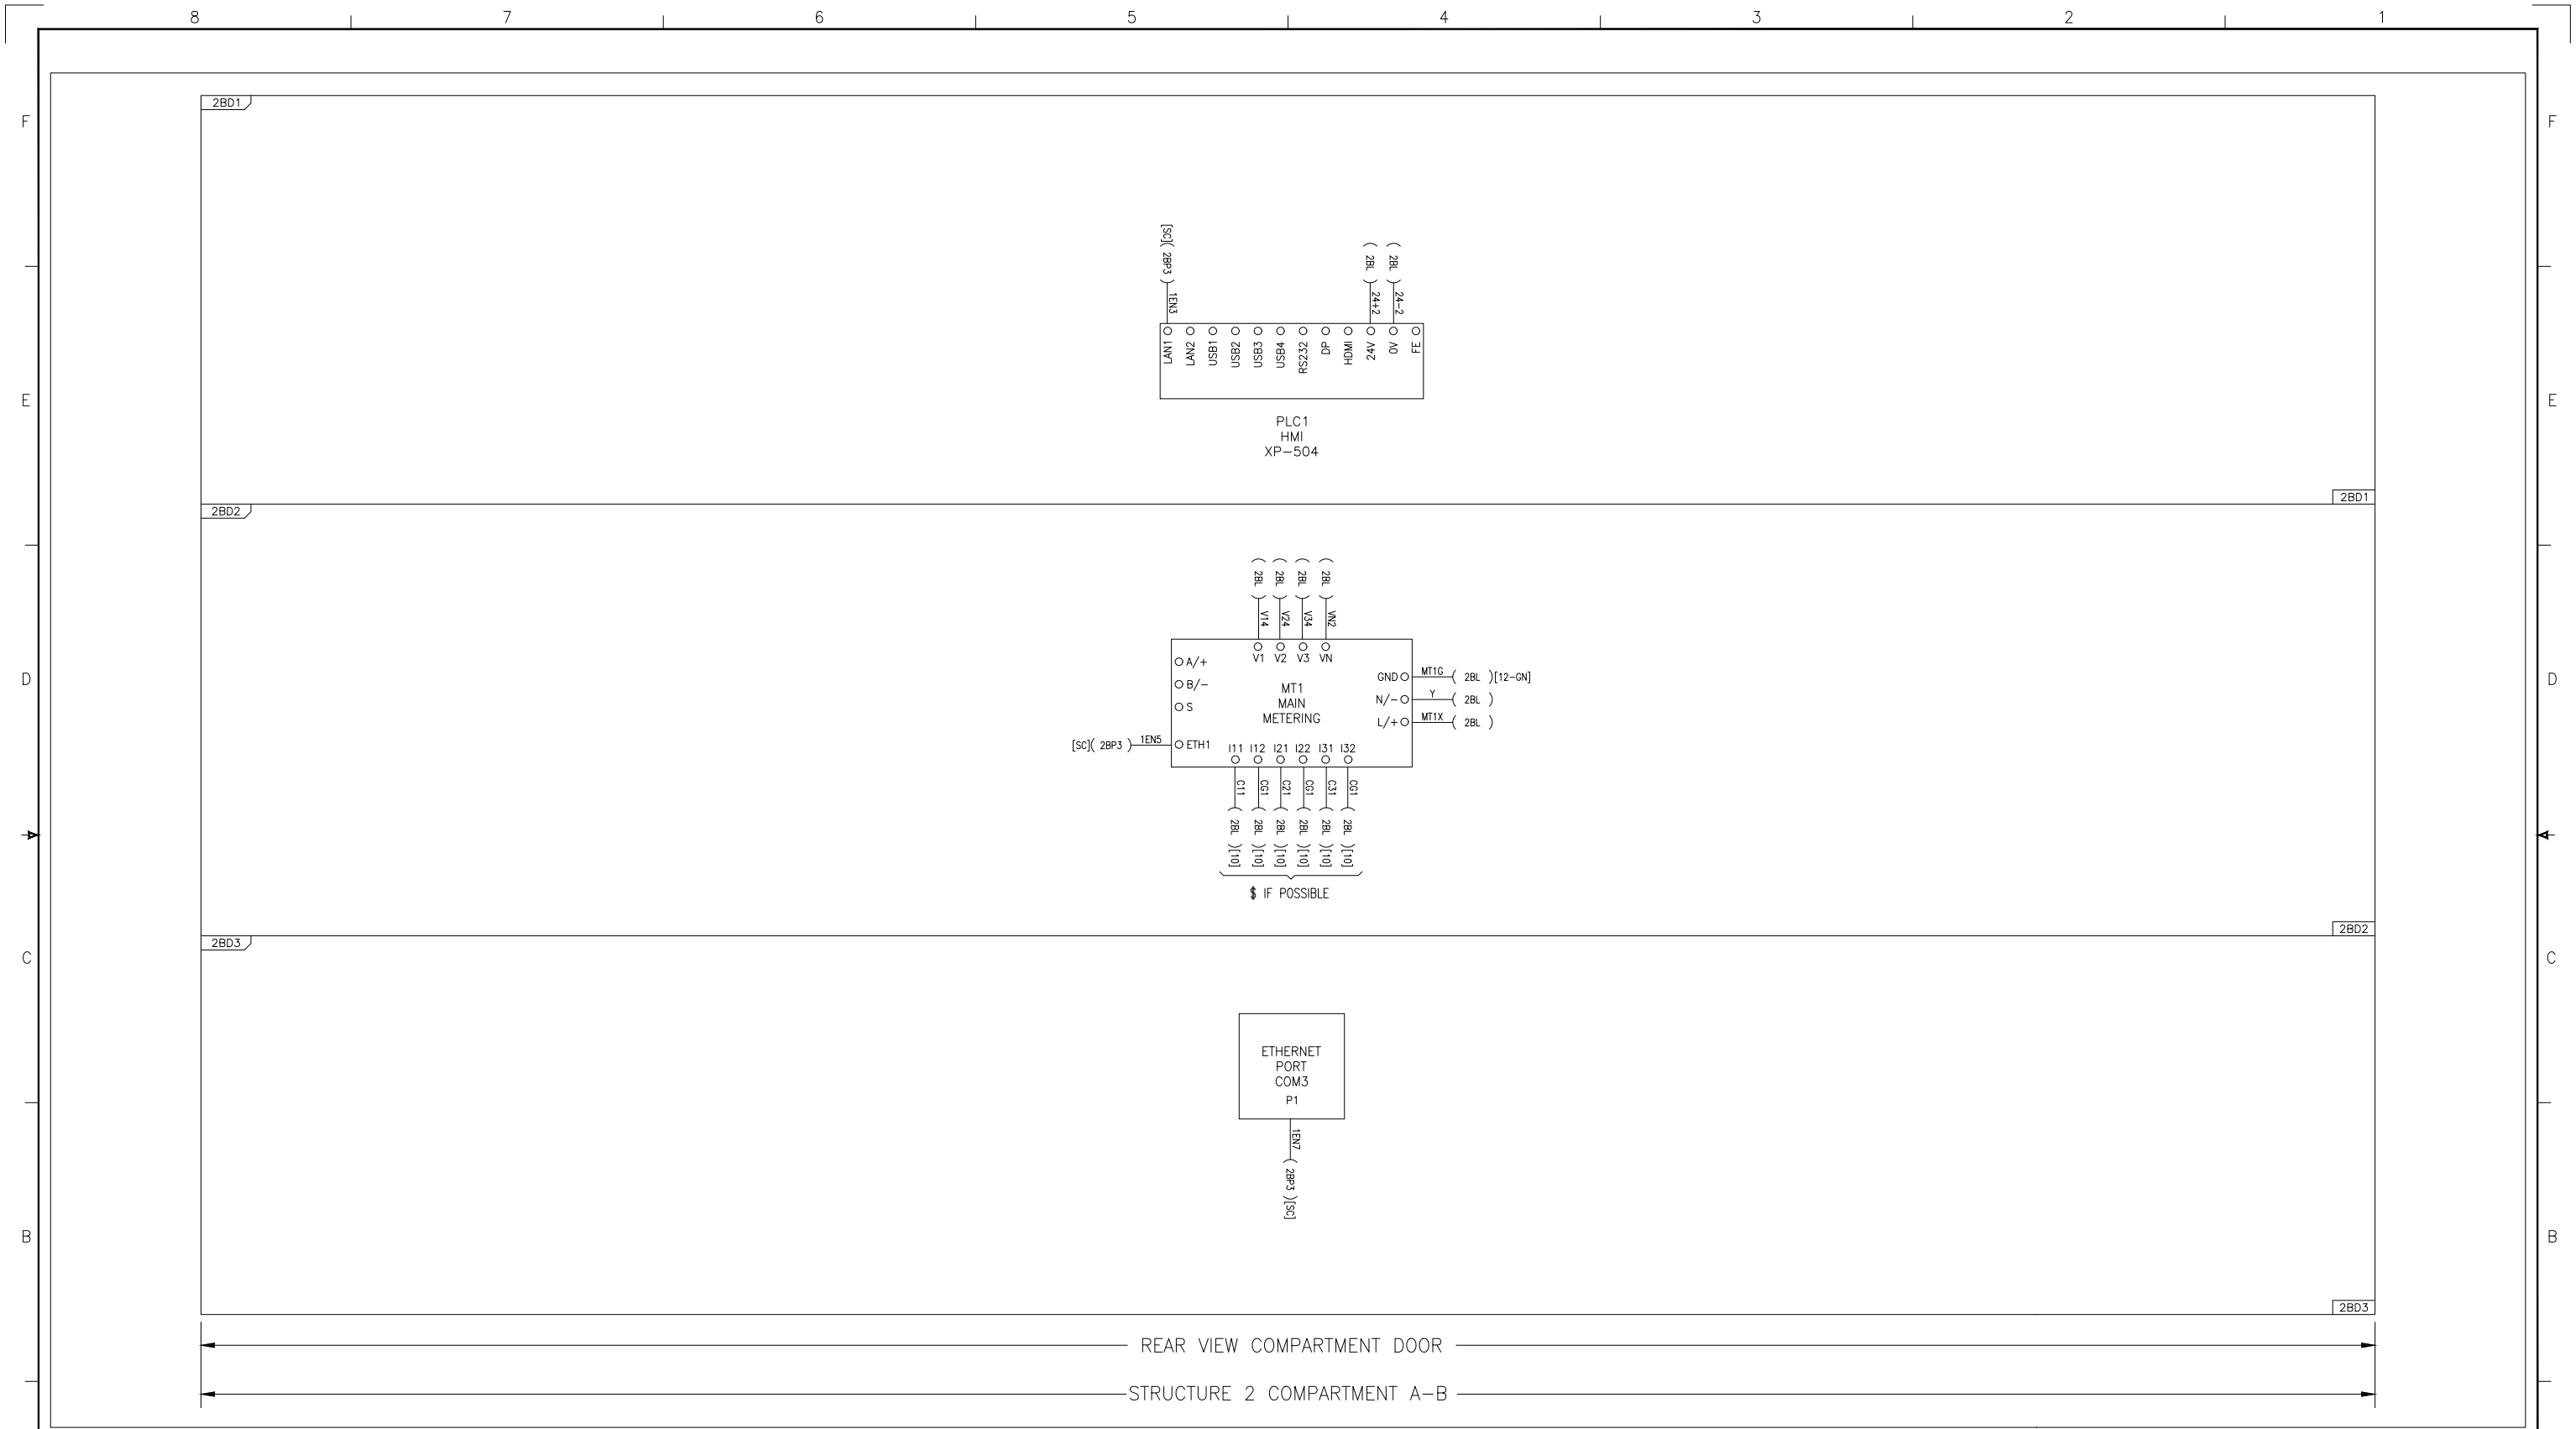 8 7 6 5 4 3 2 1
2BD1
F F
[SC]( 2BP3 ) 1EN3
( 2BL ) 24+2
( 2BL ) 24-2
LAN1 LAN2 USB1 USB2 USB3 USB4 RS232 DP HDMI 24V 0V FE
E E
PLC1
HMI
XP-504
2BD1
2BD2
( 2BL ) V14
( 2BL ) V24
( 2BL ) V34
( 2BL ) VN2
V1 V2 V3 VN
A/+
B/-
S
D D
MT1
MAIN
METERING
GND MT1G ( 2BL )[12-GN]
N/- Y ( 2BL )
L/+ MT1X ( 2BL )
[SC]( 2BP3 ) 1EN5 ETH1
I11 I12 I21 I22 I31 I32
C11 ( 2BL )[10]
CG1 ( 2BL )[10]
C21 ( 2BL )[10]
CG1 ( 2BL )[10]
C31 ( 2BL )[10]
CG1 ( 2BL )[10]
$ IF POSSIBLE
2BD2
2BD3
C C
ETHERNET
PORT
COM3
P1
1EN7 ( 2BP3 )[SC]
B B
2BD3
REAR VIEW COMPARTMENT DOOR
STRUCTURE 2 COMPARTMENT A-B